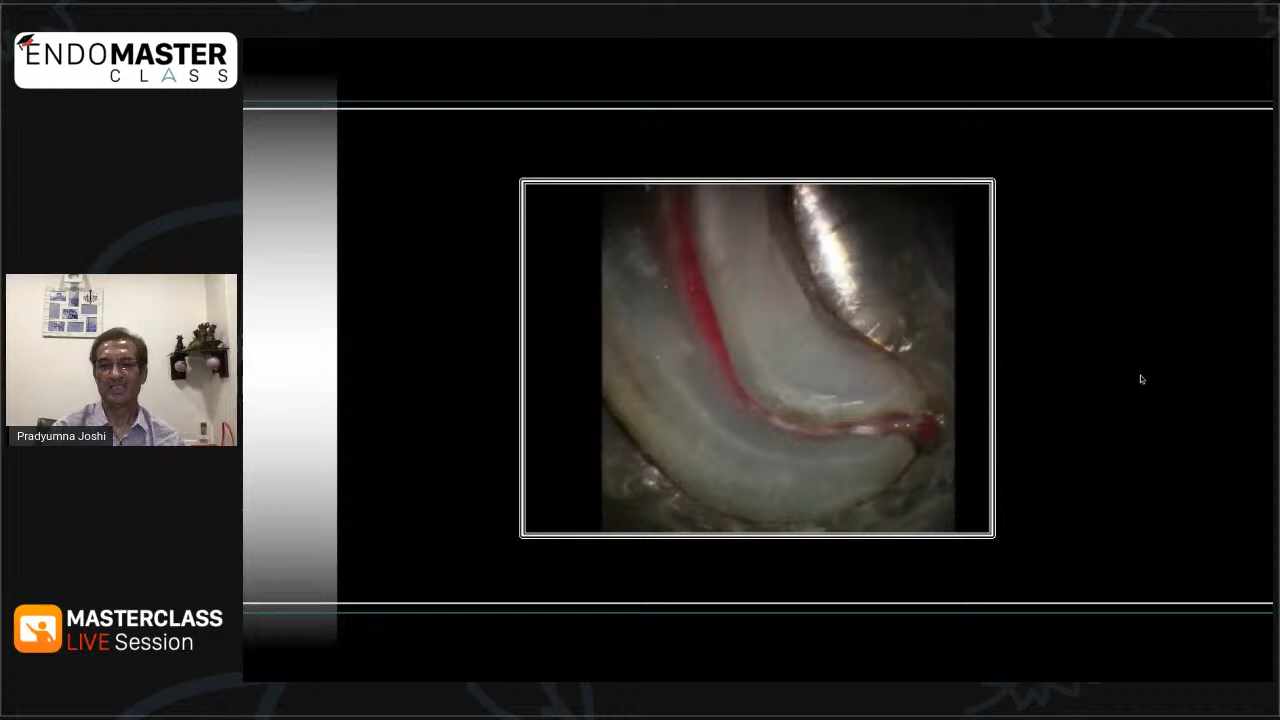 ENDOMASTER
CLASS
Pradyumna Joshi
MASTERCLASS
LIVE Session